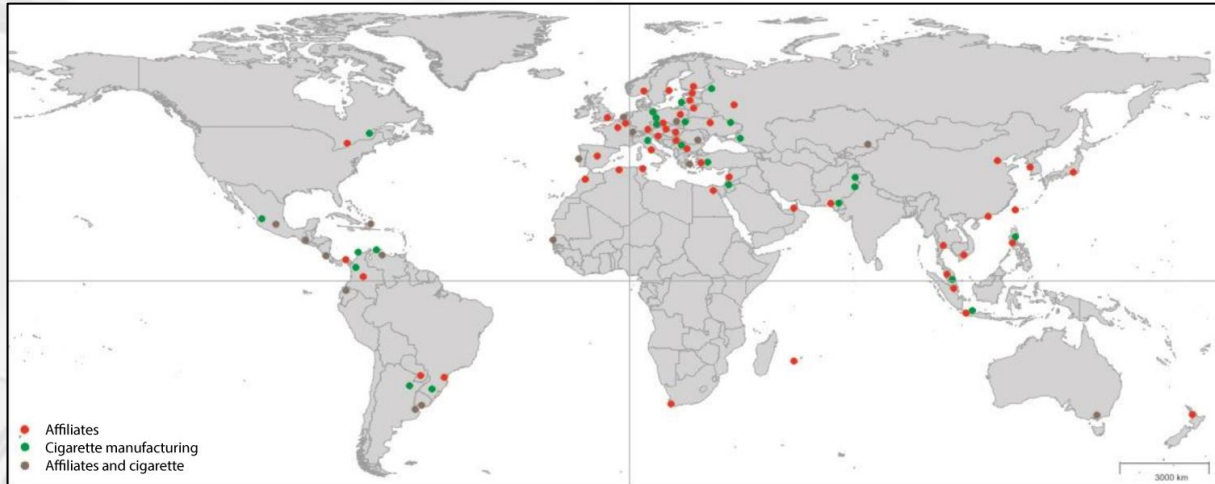 Affiliates
Cigarette manufacturing
Affiliates and cigarette
3000 km